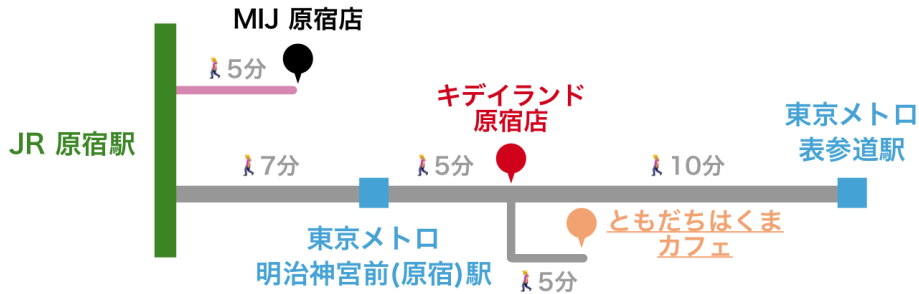 MIJ 原宿店
5分
キデイランド
原宿店
東京メトロ
表参道駅
JR 原宿駅
7分
5分
10分
東京メトロ
明治神宮前(原宿)駅
ともだちはくま
カフェ
5分